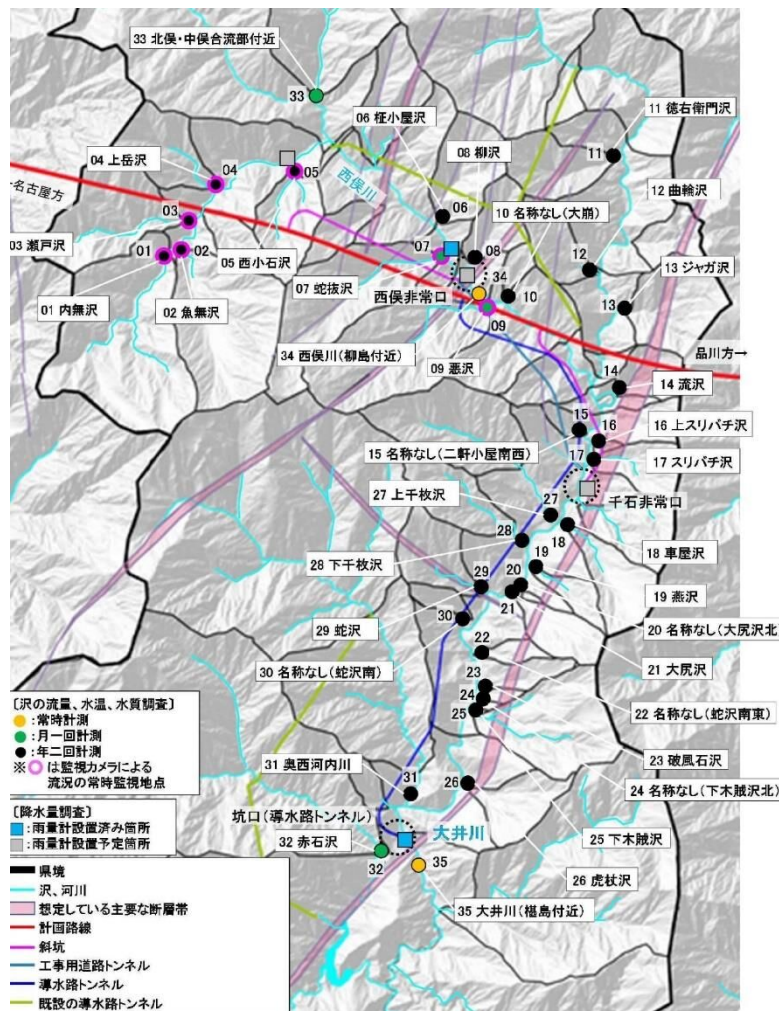 33 北俣・中俣合流部付近
33
06 柾小屋沢
11 徳右衛門沢
08 柳沢
04 上岳沢
04
05
西俣川
11
←名古屋方
12 曲輪沢
10 名称なし(大崩)
03
06
03 瀬戸沢
01
02
05 西小石沢
07
08
12
13 ジャガ沢
01 内無沢
02 魚無沢
07 蛇抜沢
34
10
西俣非常口
09
13
34 西俣川(柳島付近)
09 悪沢
品川方→
14
14 流沢
15
16
16 上スリバチ沢
15 名称なし(二軒小屋南西)
17
17 スリバチ沢
27 上千枚沢
千石非常口
27
28
18
18 車屋沢
28 下千枚沢
19
19 燕沢
29
20
21
20 名称なし(大尻沢北)
29 蛇沢
30
21 大尻沢
22
30 名称なし(蛇沢南)
22 名称なし(蛇沢南東)
23
24
25
23 破風石沢
24 名称なし(下木賊沢北)
31 奥西河内川
31
26
25 下木賊沢
坑口(導水路トンネル)
大井川
32 赤石沢
32
35
26 虎杖沢
35 大井川(椹島付近)
〔沢の流量、水温、水質調査〕
:常時計測
:月一回計測
:年二回計測
※ は監視カメラによる
流況の常時監視地点
〔降水量調査〕
:雨量計設置済み箇所
:雨量計設置予定箇所
県境
沢、河川
想定している主要な断層帯
計画路線
斜坑
工事用道路トンネル
導水路トンネル
既設の導水路トンネル